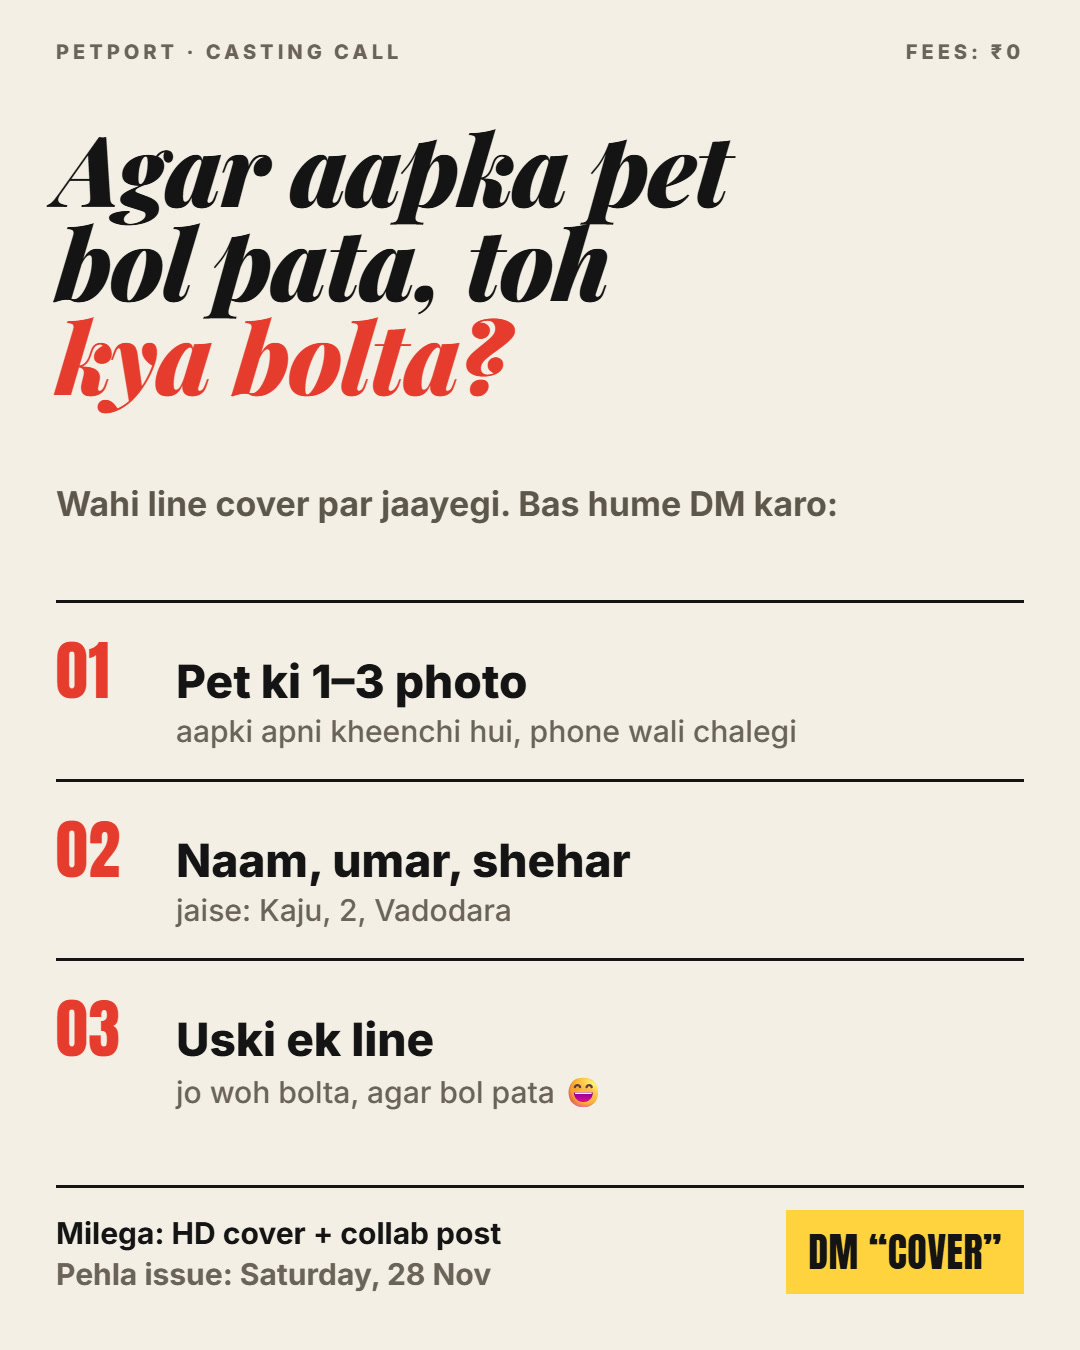 PETPORT · CASTING CALL
FEES: ₹0
Agar aapka pet
bol pata, toh
kya bolta?
Wahi line cover par jaayegi. Bas hume DM karo:
01
Pet ki 1–3 photo
aapki apni kheenchi hui, phone wali chalegi
02
Naam, umar, shehar
jaise: Kaju, 2, Vadodara
03
Uski ek line
jo woh bolta, agar bol pata 😄
Milega: HD cover + collab post
Pehla issue: Saturday, 28 Nov
DM “COVER”